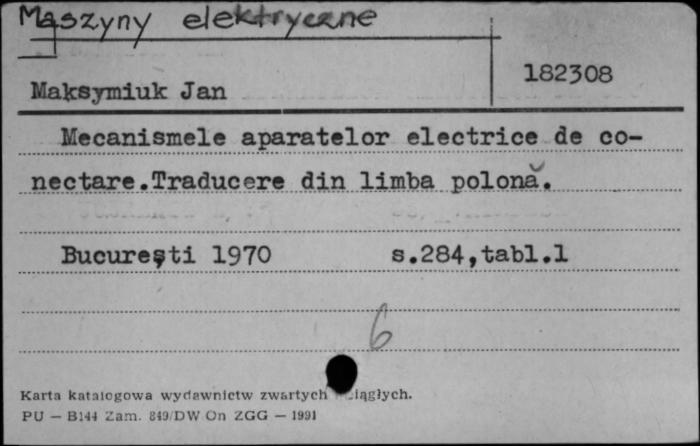 Maszyny elektryczne
182308
Maksymiuk Jan
Mecanismele aparatelor electrice de co-
nectare.Traducere din limba polonă.
București 1970 s.284,tabl.1
6
Karta katalogowa wydawnictw zwartych ciągłych.
PU — B144 Zam. 849/DW On ZGG — 1991